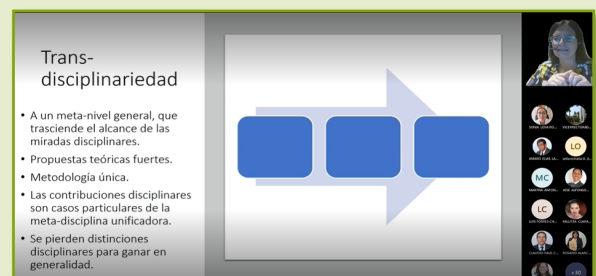 Trans-
disciplinariedad
• A un meta-nivel general, que
trasciende el alcance de las
miradas disciplinares.
• Propuestas teóricas fuertes.
• Metodología única.
• Las contribuciones disciplinares
son casos particulares de la
meta-disciplina unificadora.
• Se pierden distinciones
disciplinares para ganar en
generalidad.
LO
MC
LC
+30